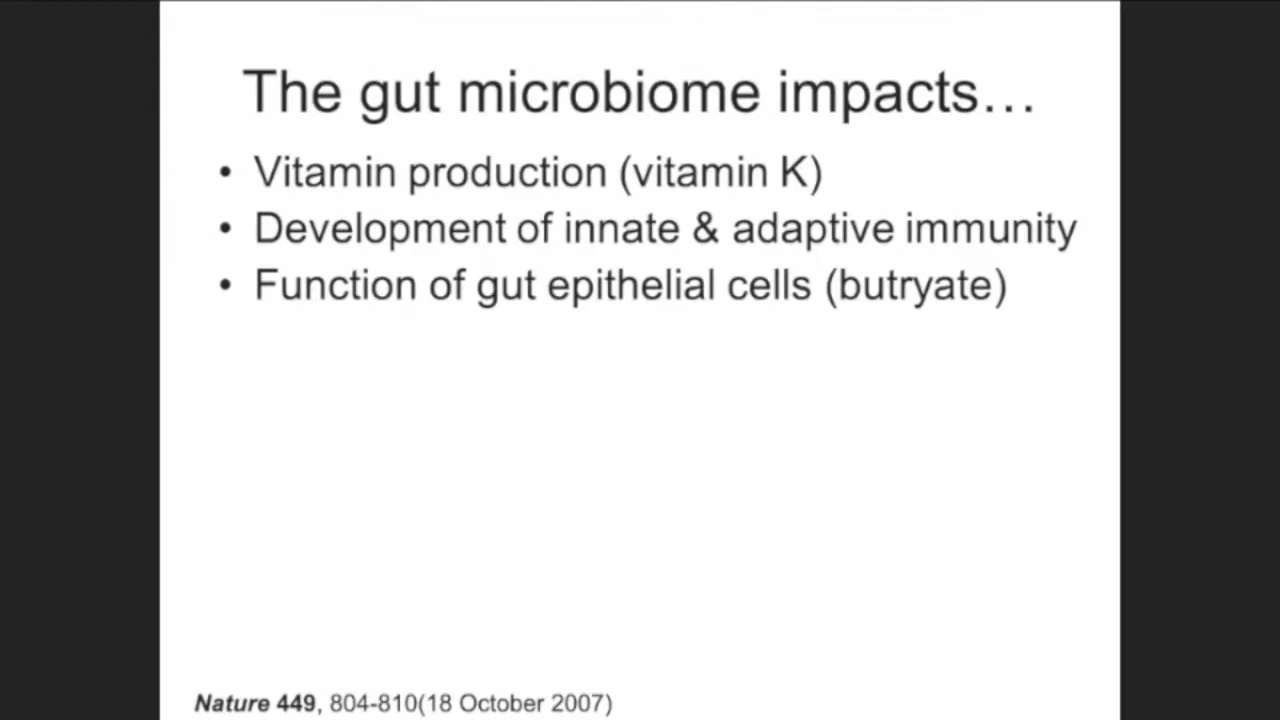 The gut microbiome impacts…
• Vitamin production (vitamin K)
• Development of innate & adaptive immunity
• Function of gut epithelial cells (butryate)
Nature 449, 804-810(18 October 2007)